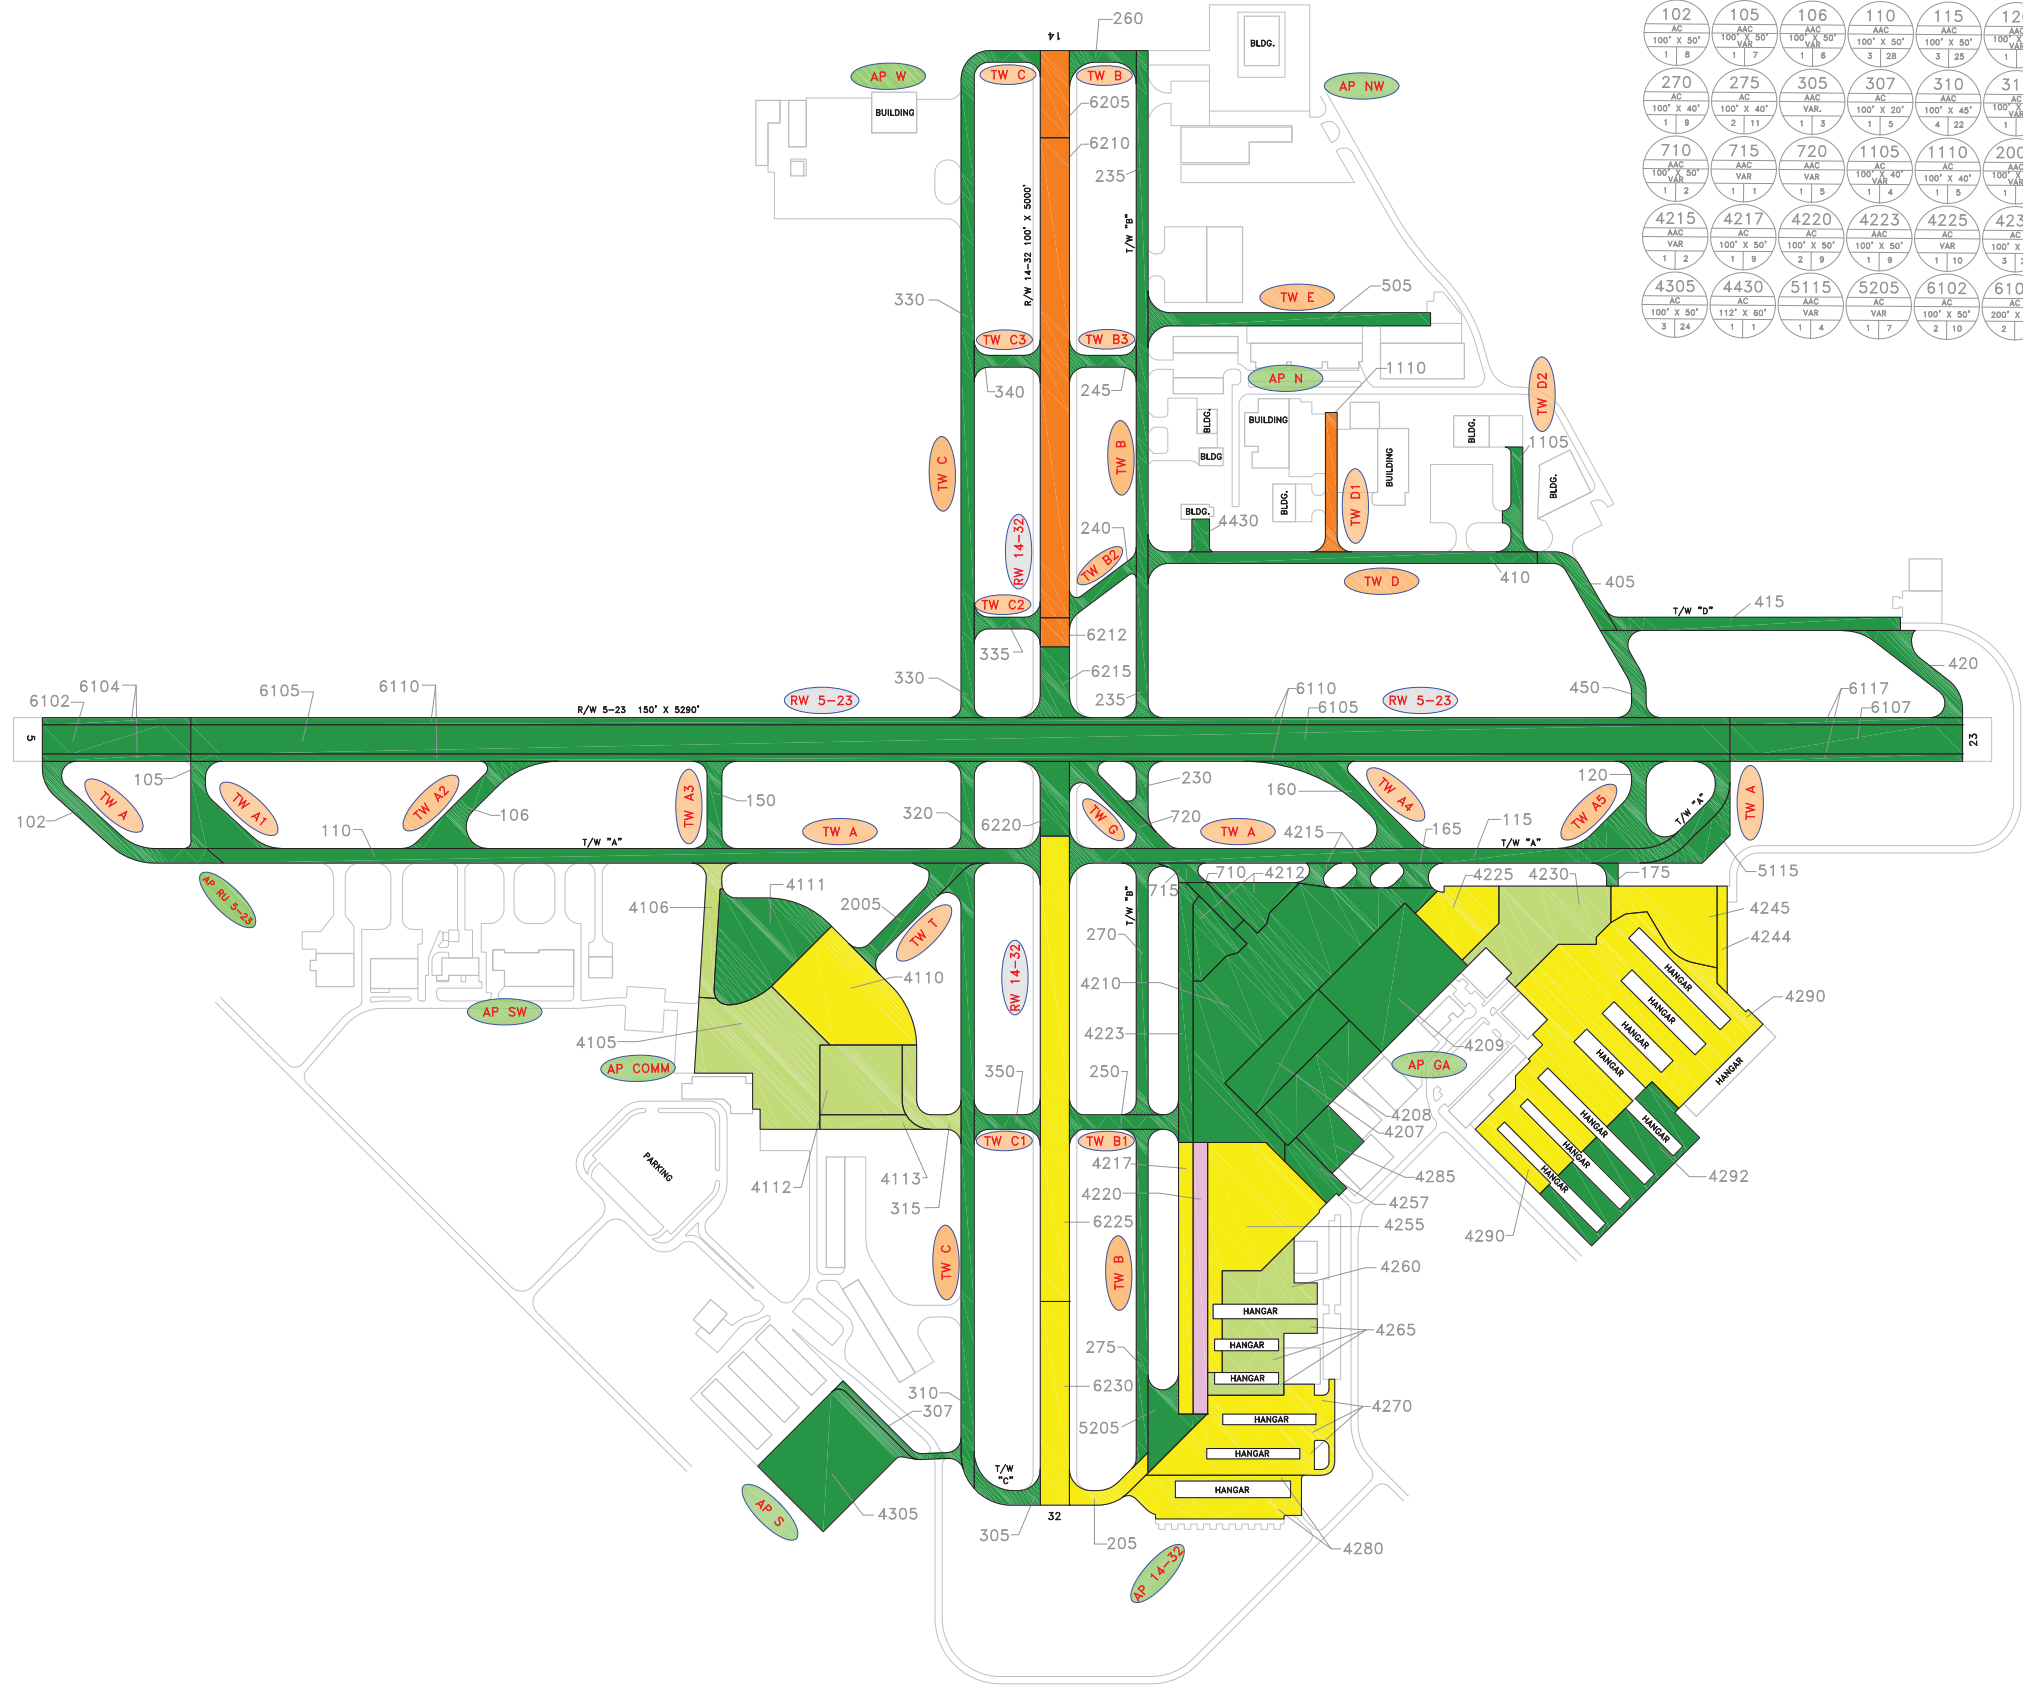 260
14
BLDG.
102
AC
100' X 50'
1 8
105
AAC
100' X 50'
VAR
1 7
106
AAC
100' X 50'
VAR
1 6
110
AAC
100' X 50'
3 28
115
AAC
100' X 50'
3 25
AP W
TW C
TW B
AP NW
BUILDING
6205
270
AC
100' X 40'
1 9
275
AC
100' X 40'
2 11
305
AAC
VAR.
1 3
307
AC
100' X 20'
1 5
310
AAC
100' X 45'
4 22
6210
235
710
AAC
100' X 50'
VAR
1 2
715
AAC
VAR
1 1
720
AAC
VAR
1 5
1105
AC
100' X 40'
VAR
1 4
1110
AC
100' X 40'
1 5
R/W 14-32 100' X 5000'
T/W "B"
4215
AAC
VAR
1 2
4217
AC
100' X 50'
1 9
4220
AC
100' X 50'
2 9
4223
AAC
100' X 50'
1 9
4225
AC
VAR
1 10
4305
AC
100' X 50'
3 24
4430
AC
112' X 60'
1 1
5115
AAC
VAR
1 4
5205
AC
VAR
1 7
6102
AC
100' X 50'
2 10
330
TW E
505
TW C3
TW B3
340
245
AP N
1110
TW D2
BLDG.
BUILDING
BLDG.
1105
TW C
TW B
BLDG
BUILDING
BLDG.
TW D1
BLDG.
BLDG.
4430
RW 14-32
240
TW B2
TW D
410
405
TW C2
T/W "D"
415
335
6212
6215
330
235
420
450
6102
6104
6105
6110
RW 5-23
R/W 5-23 150' X 5290'
6110
6105
RW 5-23
6117
6107
5
23
105
TW A
TW A1
TW A2
106
TW A3
150
230
160
TW A4
120
TW A5
T/W "A"
TW A
102
110
T/W "A"
TW A
320
6220
TW G
720
TW A
4215
165
115
T/W "A"
AP RU 5-23
4106
4111
2005
TW T
T/W "B"
715
710
4212
4225
4230
175
5115
4245
4244
270
RW 14-32
4110
4210
HANGAR
HANGAR
HANGAR
HANGAR
HANGAR
4290
AP SW
4105
4223
4209
AP COMM
350
250
AP GA
HANGAR
HANGAR
HANGAR
HANGAR
4208
4207
TW C1
TW B1
PARKING
4112
4113
315
4217
4220
6225
4285
4257
4255
4292
4290
TW C
TW B
4260
HANGAR
4265
HANGAR
HANGAR
275
6230
310
307
5205
4270
HANGAR
HANGAR
T/W
"C"
HANGAR
AP S
4305
305
32
205
4280
AP 14-32